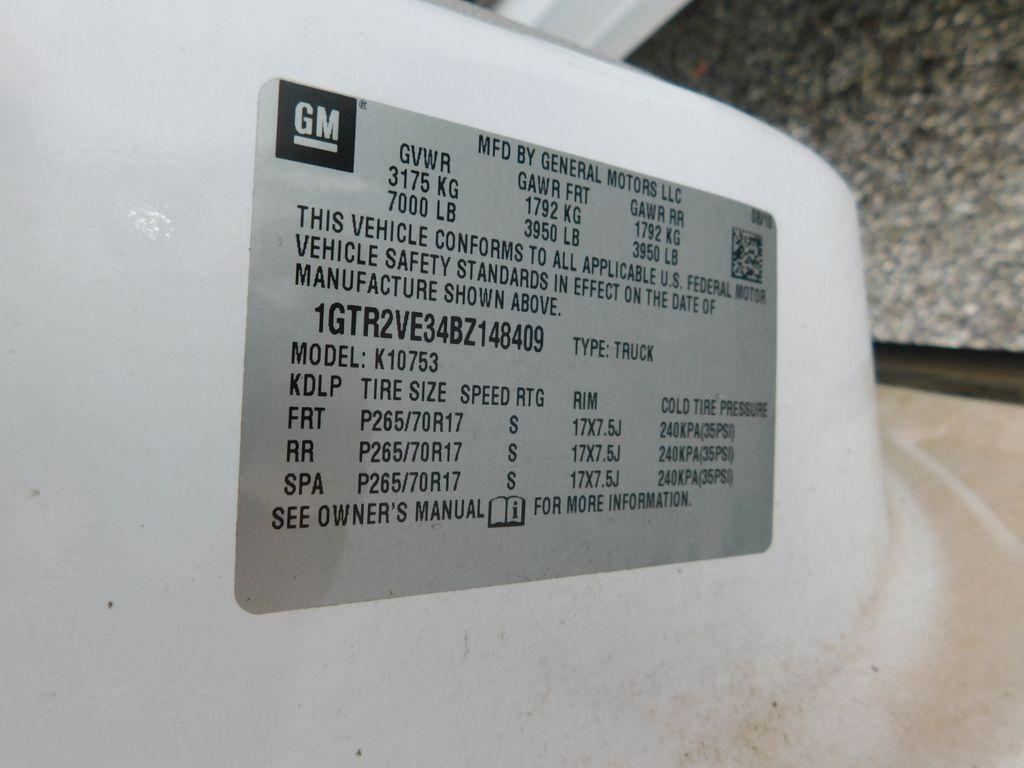 GM
MFD BY GENERAL MOTORS LLC
08/10
GVWR GAWR FRT GAWR RR
3175 KG 1792 KG 1792 KG
7000 LB 3950 LB 3950 LB
THIS VEHICLE CONFORMS TO ALL APPLICABLE U.S. FEDERAL MOTOR
VEHICLE SAFETY STANDARDS IN EFFECT ON THE DATE OF
MANUFACTURE SHOWN ABOVE.
1GTR2VE34BZ148409 TYPE: TRUCK
MODEL: K10753
KDLP TIRE SIZE SPEED RTG RIM COLD TIRE PRESSURE
FRT P265/70R17 S 17X7.5J 240KPA(35PSI)
RR P265/70R17 S 17X7.5J 240KPA(35PSI)
SPA P265/70R17 S 17X7.5J 240KPA(35PSI)
SEE OWNER'S MANUAL i FOR MORE INFORMATION.